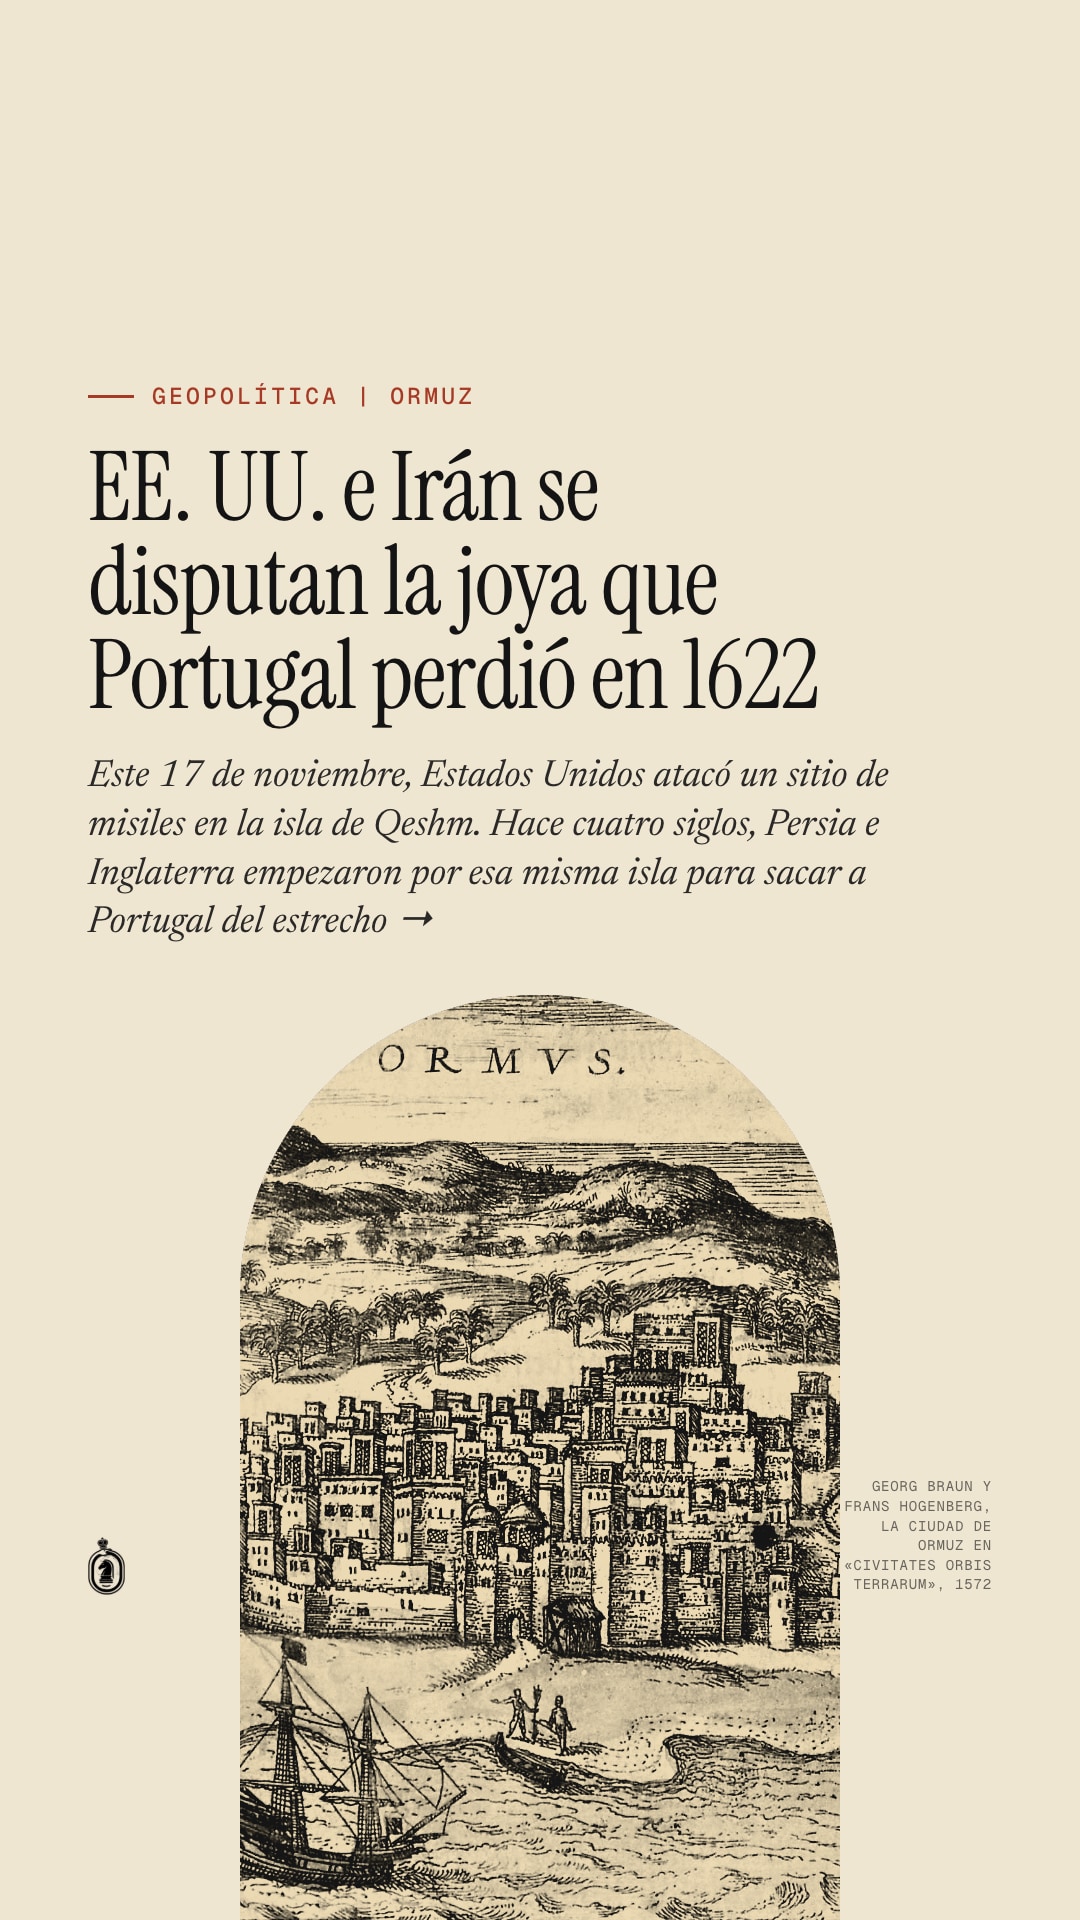 GEOPOLÍTICA | ORMUZ
EE. UU. e Irán se
disputan la joya que
Portugal perdió en 1622
Este 17 de noviembre, Estados Unidos atacó un sitio de
misiles en la isla de Qeshm. Hace cuatro siglos, Persia e
Inglaterra empezaron por esa misma isla para sacar a
Portugal del estrecho →
ORMVS.
GEORG BRAUN Y
FRANS HOGENBERG,
LA CIUDAD DE
ORMUZ EN
«CIVITATES ORBIS
TERRARUM», 1572